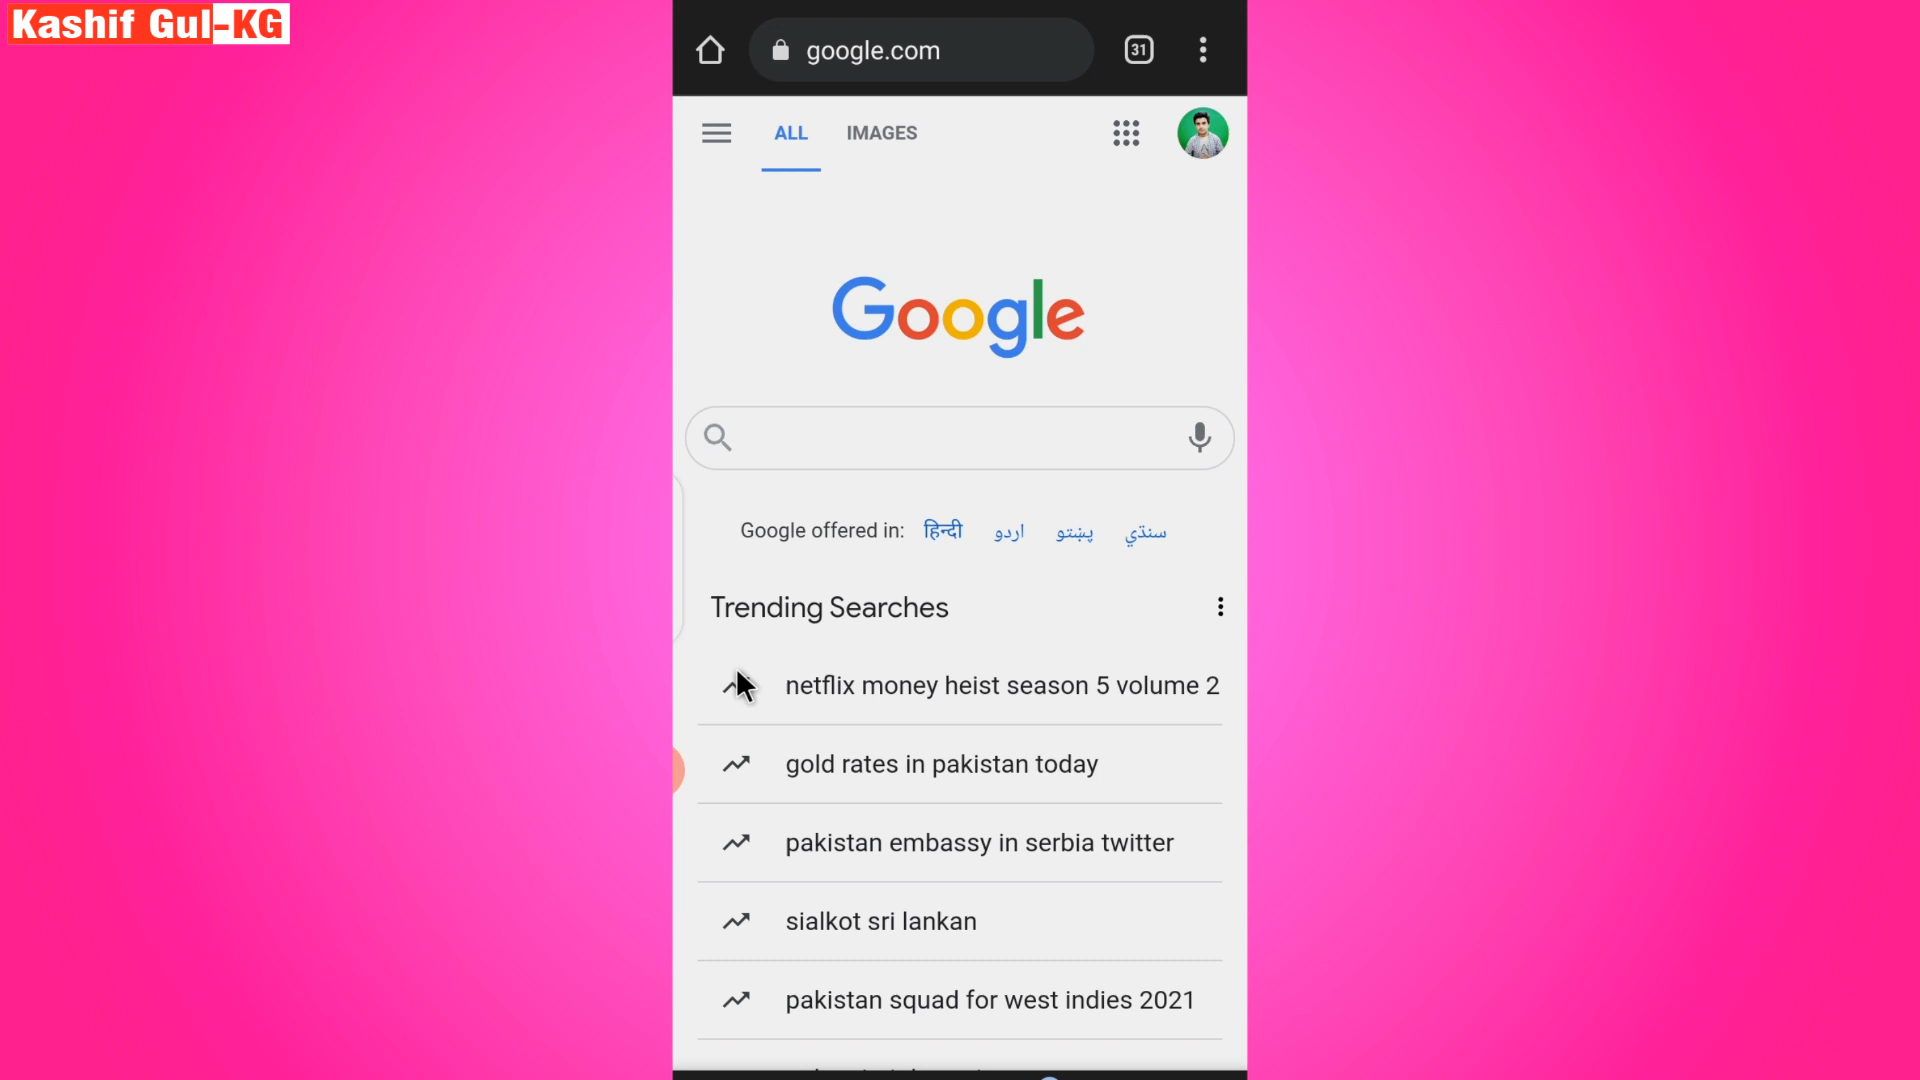 Kashif Gul-KG
google.com
31
ALL IMAGES
Google
Google offered in: हिन्दी اردو پښتو سنڌي
Trending Searches
netflix money heist season 5 volume 2
gold rates in pakistan today
pakistan embassy in serbia twitter
sialkot sri lankan
pakistan squad for west indies 2021